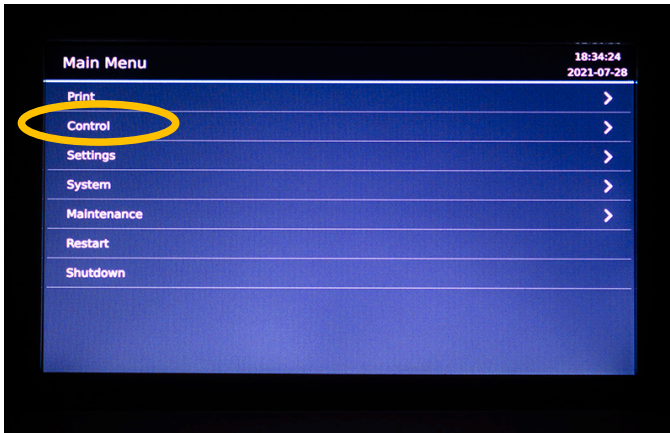 Main Menu
18:34:24
2021-07-28
Print
Control
Settings
System
Maintenance
Restart
Shutdown